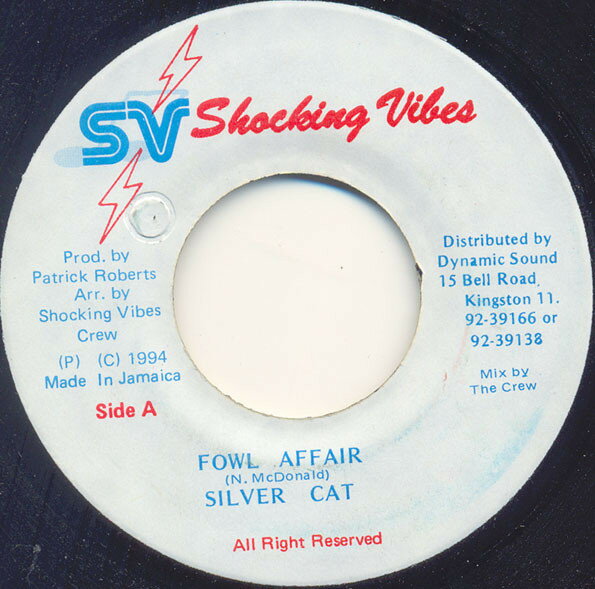 SV Shocking Vibes
Prod. by
Patrick Roberts
Arr. by
Shocking Vibes
Crew
(P) (C) 1994
Made In Jamaica
Side A
Distributed by
Dynamic Sound
15 Bell Road,
Kingston 11.
92-39166 or
92-39138
Mix by
The Crew
FOWL AFFAIR
(N. McDonald)
SILVER CAT
All Right Reserved